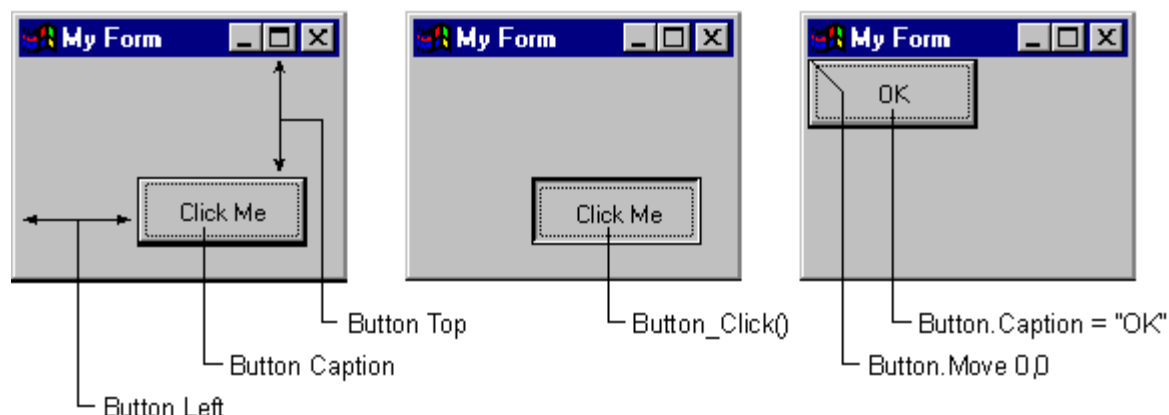 My Form
My Form
My Form
OK
Click Me
Click Me
Button Top
Button_Click()
Button.Caption = "OK"
Button Caption
Button.Move 0,0
Button Left